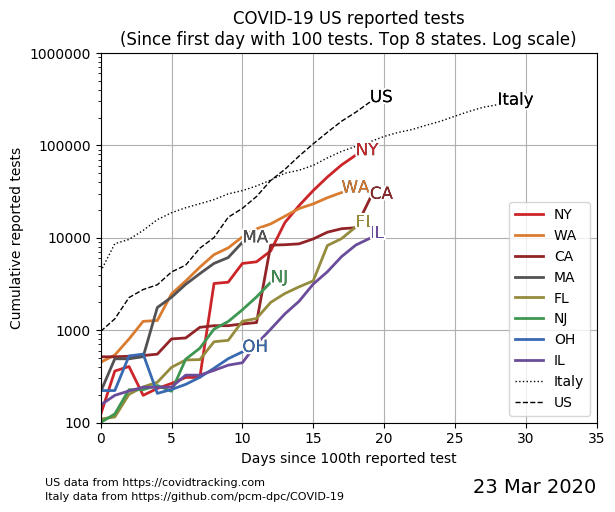 COVID-19 US reported tests
(Since first day with 100 tests. Top 8 states. Log scale)
Cumulative reported tests
1000000
100000
10000
1000
100
US
Italy
NY
WA
CA
FL
IL
MA
NJ
OH
NY
WA
CA
MA
FL
NJ
OH
IL
Italy
US
0 5 10 15 20 25 30 35
Days since 100th reported test
US data from https://covidtracking.com
Italy data from https://github.com/pcm-dpc/COVID-19
23 Mar 2020